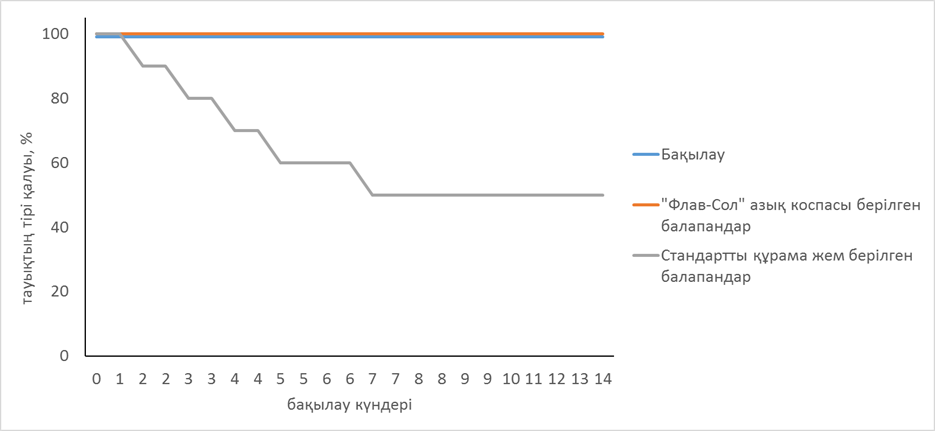 100
80
60
40
20
0
тауықтың тірі қалуы, %
0 1 2 2 3 3 4 4 5 5 6 6 7 7 8 8 9 9 10 11 12 13 14
бақылау күндері
Бақылау
"Флав-Сол" азық коспасы берілген
балапандар
Стандартты құрама жем берілген
балапандар